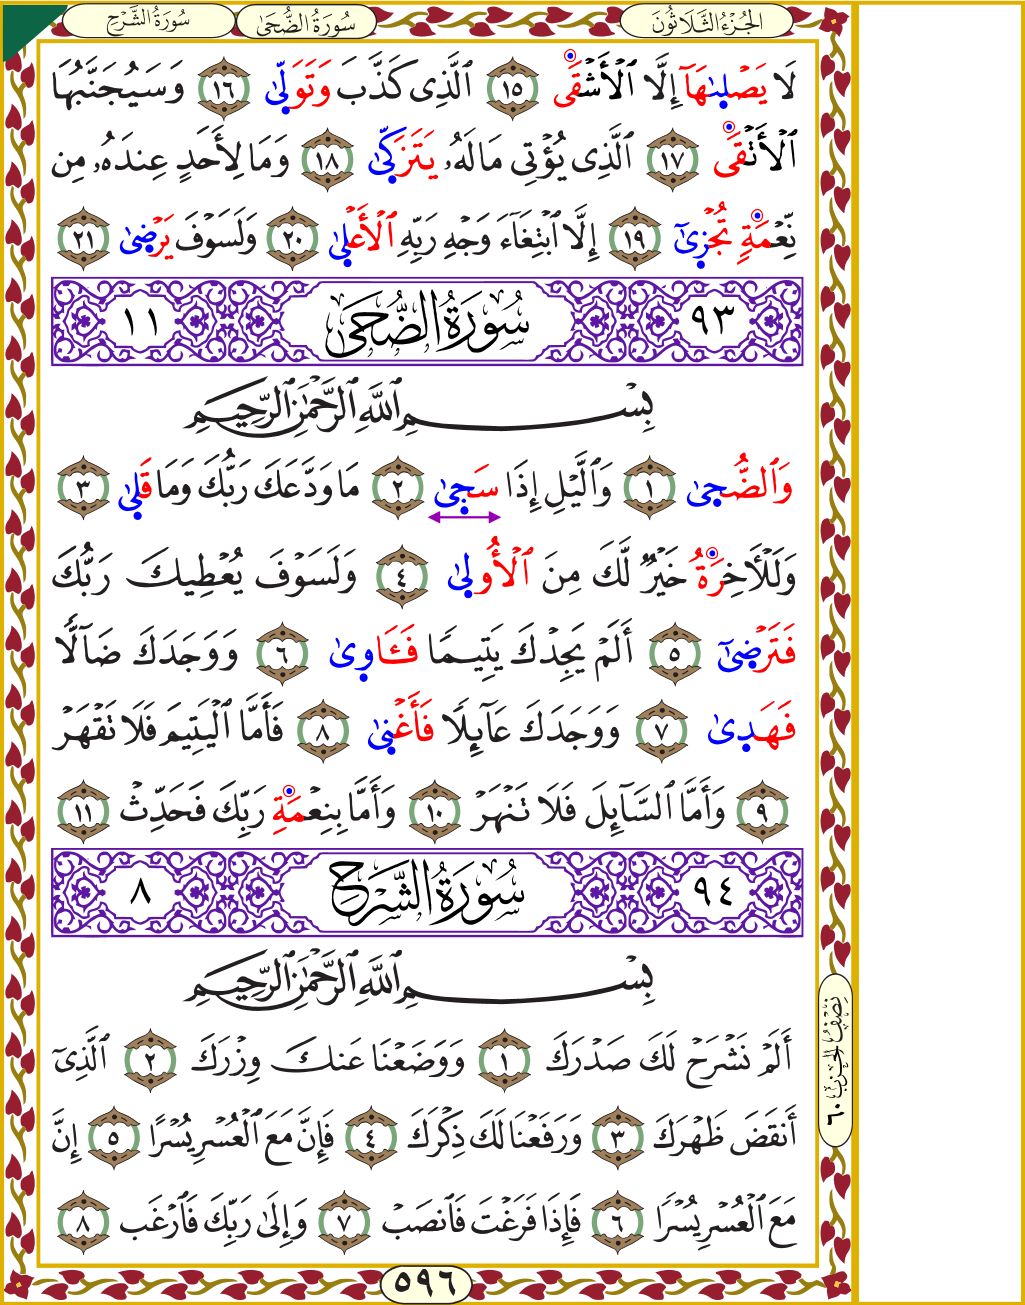 سُورَةُ الشَّرْحِ سُورَةُ الضُّحَىٰ الجُزْءُ الثَّلَاثُونَ
لَا يَصْلَىٰهَآ إِلَّا ٱلْأَشْقَى ١٥ ٱلَّذِى كَذَّبَ وَتَوَلَّىٰ ١٦ وَسَيُجَنَّبُهَا
ٱلْأَتْقَى ١٧ ٱلَّذِى يُؤْتِى مَالَهُۥ يَتَزَكَّىٰ ١٨ وَمَا لِأَحَدٍ عِندَهُۥ مِن
نِّعْمَةٍ تُجْزَىٰٓ ١٩ إِلَّا ٱبْتِغَآءَ وَجْهِ رَبِّهِ ٱلْأَعْلَىٰ ٢٠ وَلَسَوْفَ يَرْضَىٰ ٢١
٩٣ سُورَةُ الضُّحَىٰ ١١
بِسْمِ ٱللَّهِ ٱلرَّحْمَٰنِ ٱلرَّحِيمِ
وَٱلضُّحَىٰ ١ وَٱلَّيْلِ إِذَا سَجَىٰ ٢ مَا وَدَّعَكَ رَبُّكَ وَمَا قَلَىٰ ٣
وَلَلْأَخِرَةُ خَيْرٌ لَّكَ مِنَ ٱلْأُولَىٰ ٤ وَلَسَوْفَ يُعْطِيكَ رَبُّكَ
فَتَرْضَىٰٓ ٥ أَلَمْ يَجِدْكَ يَتِيمًا فَـَٔاوَىٰ ٦ وَوَجَدَكَ ضَآلًّا
فَهَدَىٰ ٧ وَوَجَدَكَ عَآئِلًا فَأَغْنَىٰ ٨ فَأَمَّا ٱلْيَتِيمَ فَلَا تَقْهَرْ
٩ وَأَمَّا ٱلسَّآئِلَ فَلَا تَنْهَرْ ١٠ وَأَمَّا بِنِعْمَةِ رَبِّكَ فَحَدِّثْ ١١
٩٤ سُورَةُ الشَّرْحِ ٨
بِسْمِ ٱللَّهِ ٱلرَّحْمَٰنِ ٱلرَّحِيمِ
أَلَمْ نَشْرَحْ لَكَ صَدْرَكَ ١ وَوَضَعْنَا عَنكَ وِزْرَكَ ٢ ٱلَّذِىٓ
أَنقَضَ ظَهْرَكَ ٣ وَرَفَعْنَا لَكَ ذِكْرَكَ ٤ فَإِنَّ مَعَ ٱلْعُسْرِ يُسْرًا ٥ إِنَّ
مَعَ ٱلْعُسْرِ يُسْرًا ٦ فَإِذَا فَرَغْتَ فَٱنصَبْ ٧ وَإِلَىٰ رَبِّكَ فَٱرْغَب ٨
نِصْفُ الحِزْبِ ٦٠
٥٩٦